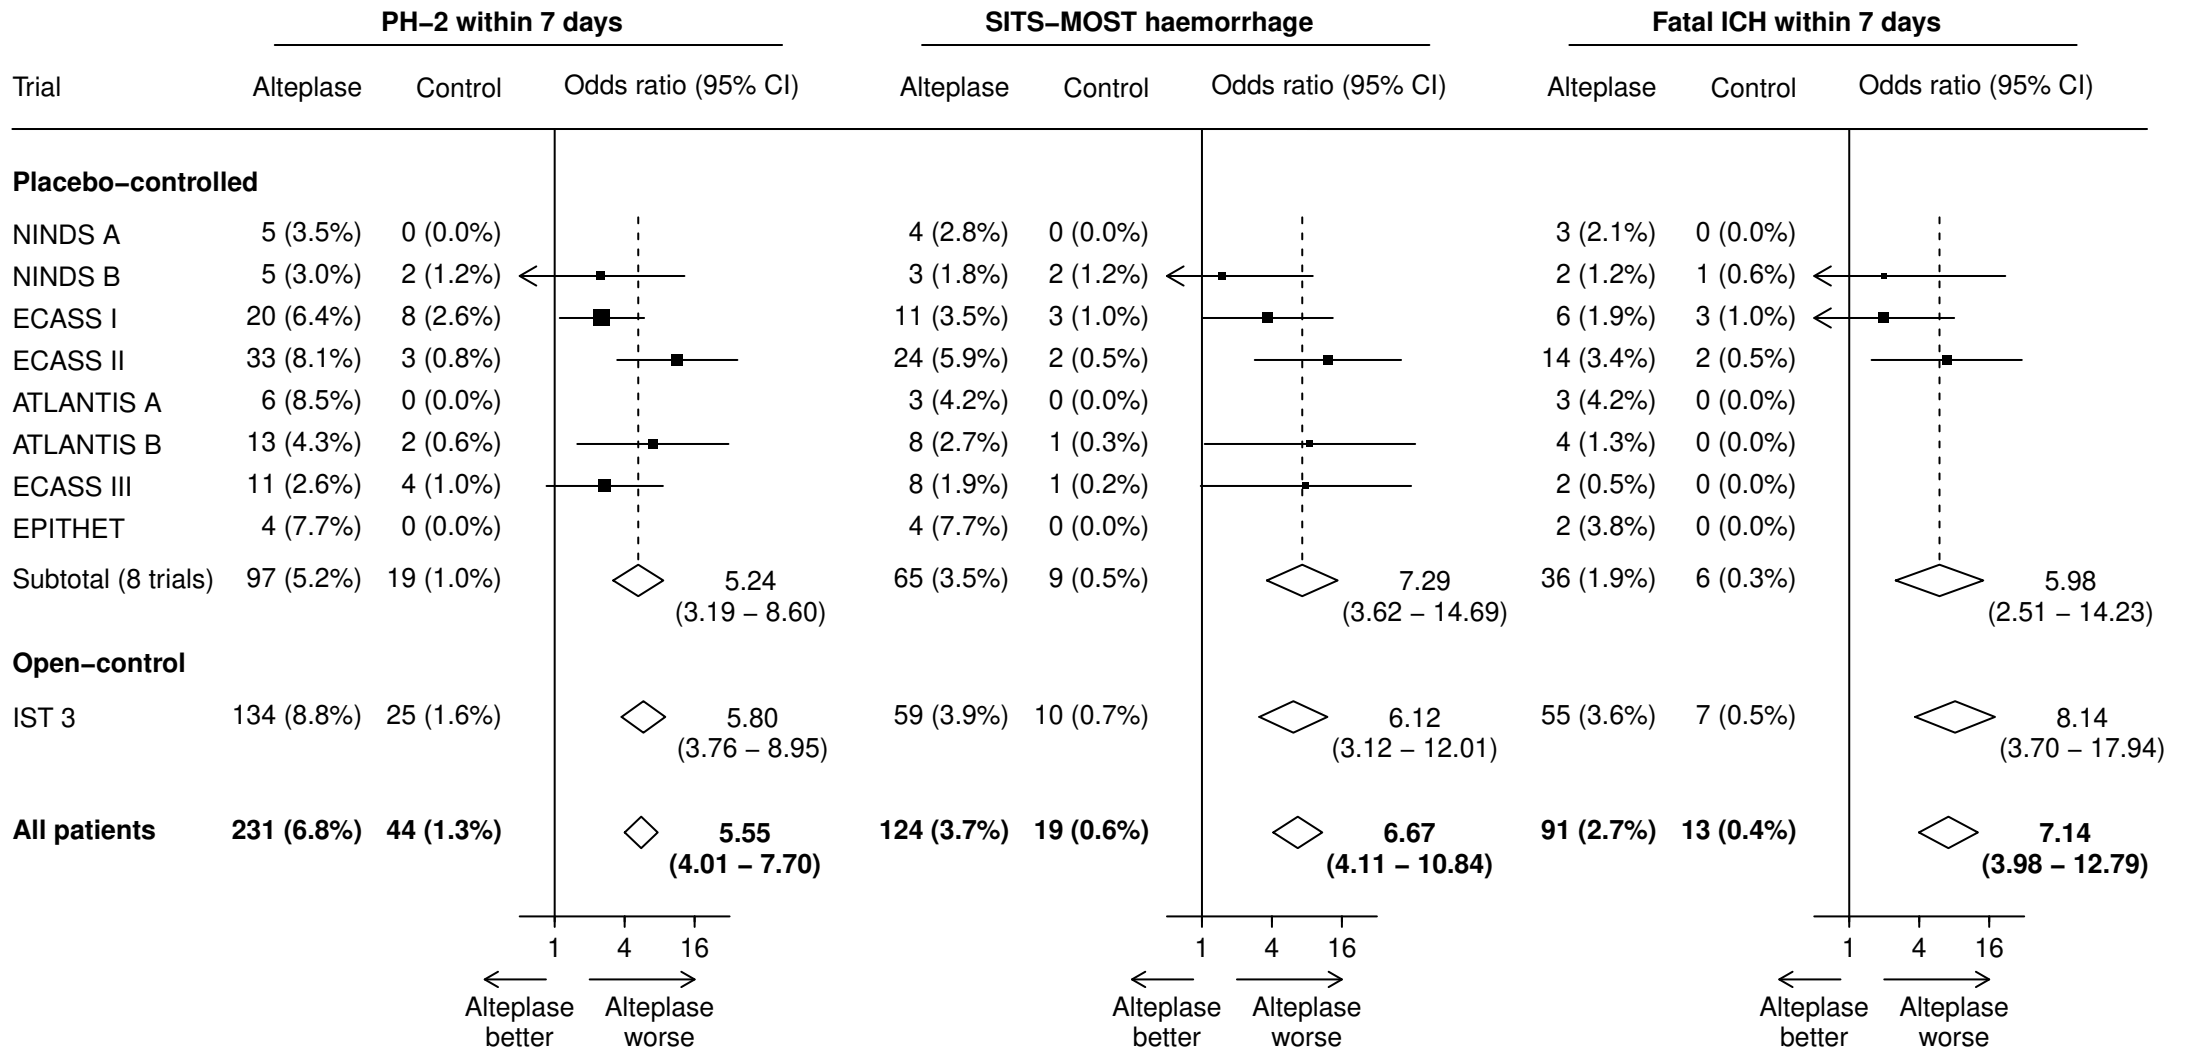 PH−2 within 7 days SITS−MOST haemorrhage Fatal ICH within 7 days
Trial Alteplase Control Odds ratio (95% CI) Alteplase Control Odds ratio (95% CI) Alteplase Control Odds ratio (95% CI)
Placebo−controlled
NINDS A 5 (3.5%) 0 (0.0%) 4 (2.8%) 0 (0.0%) 3 (2.1%) 0 (0.0%)
NINDS B 5 (3.0%) 2 (1.2%) 3 (1.8%) 2 (1.2%) 2 (1.2%) 1 (0.6%)
ECASS I 20 (6.4%) 8 (2.6%) 11 (3.5%) 3 (1.0%) 6 (1.9%) 3 (1.0%)
ECASS II 33 (8.1%) 3 (0.8%) 24 (5.9%) 2 (0.5%) 14 (3.4%) 2 (0.5%)
ATLANTIS A 6 (8.5%) 0 (0.0%) 3 (4.2%) 0 (0.0%) 3 (4.2%) 0 (0.0%)
ATLANTIS B 13 (4.3%) 2 (0.6%) 8 (2.7%) 1 (0.3%) 4 (1.3%) 0 (0.0%)
ECASS III 11 (2.6%) 4 (1.0%) 8 (1.9%) 1 (0.2%) 2 (0.5%) 0 (0.0%)
EPITHET 4 (7.7%) 0 (0.0%) 4 (7.7%) 0 (0.0%) 2 (3.8%) 0 (0.0%)
Subtotal (8 trials) 97 (5.2%) 19 (1.0%) 5.24 65 (3.5%) 9 (0.5%) 7.29 36 (1.9%) 6 (0.3%) 5.98
(3.19 − 8.60) (3.62 − 14.69) (2.51 − 14.23)
Open−control
IST 3 134 (8.8%) 25 (1.6%) 5.80 59 (3.9%) 10 (0.7%) 6.12 55 (3.6%) 7 (0.5%) 8.14
(3.76 − 8.95) (3.12 − 12.01) (3.70 − 17.94)
All patients 231 (6.8%) 44 (1.3%) 5.55 124 (3.7%) 19 (0.6%) 6.67 91 (2.7%) 13 (0.4%) 7.14
(4.01 − 7.70) (4.11 − 10.84) (3.98 − 12.79)
1 4 16 1 4 16 1 4 16
Alteplase Alteplase Alteplase Alteplase Alteplase Alteplase
better worse better worse better worse